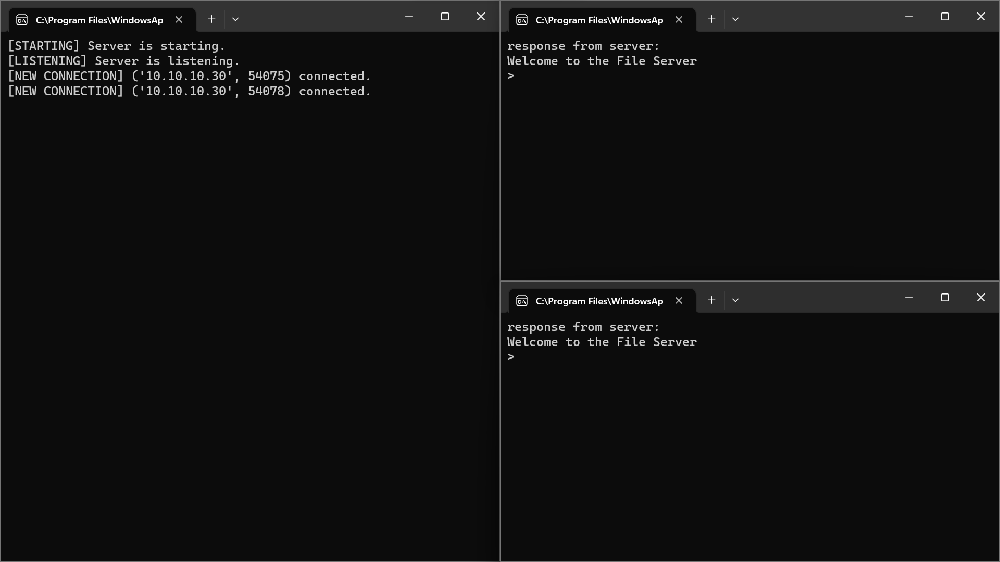 C:\Program Files\WindowsAp
[STARTING] Server is starting.
[LISTENING] Server is listening.
[NEW CONNECTION] ('10.10.10.30', 54075) connected.
[NEW CONNECTION] ('10.10.10.30', 54078) connected.
C:\Program Files\WindowsAp
response from server:
Welcome to the File Server
>
C:\Program Files\WindowsAp
response from server:
Welcome to the File Server
>